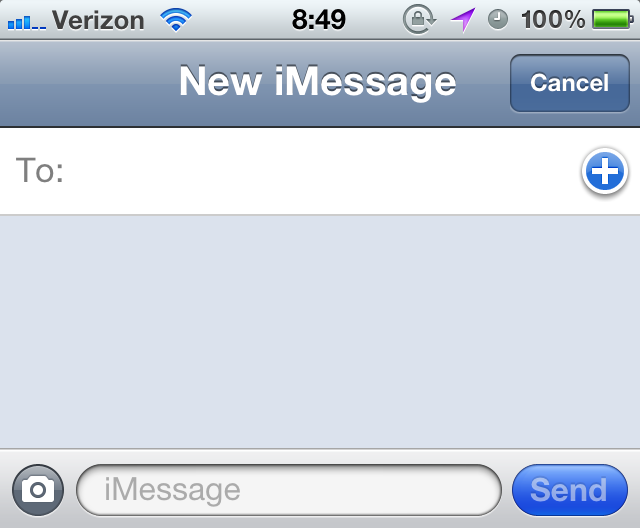 Verizon 8:49 100%
New iMessage Cancel
To:
iMessage Send